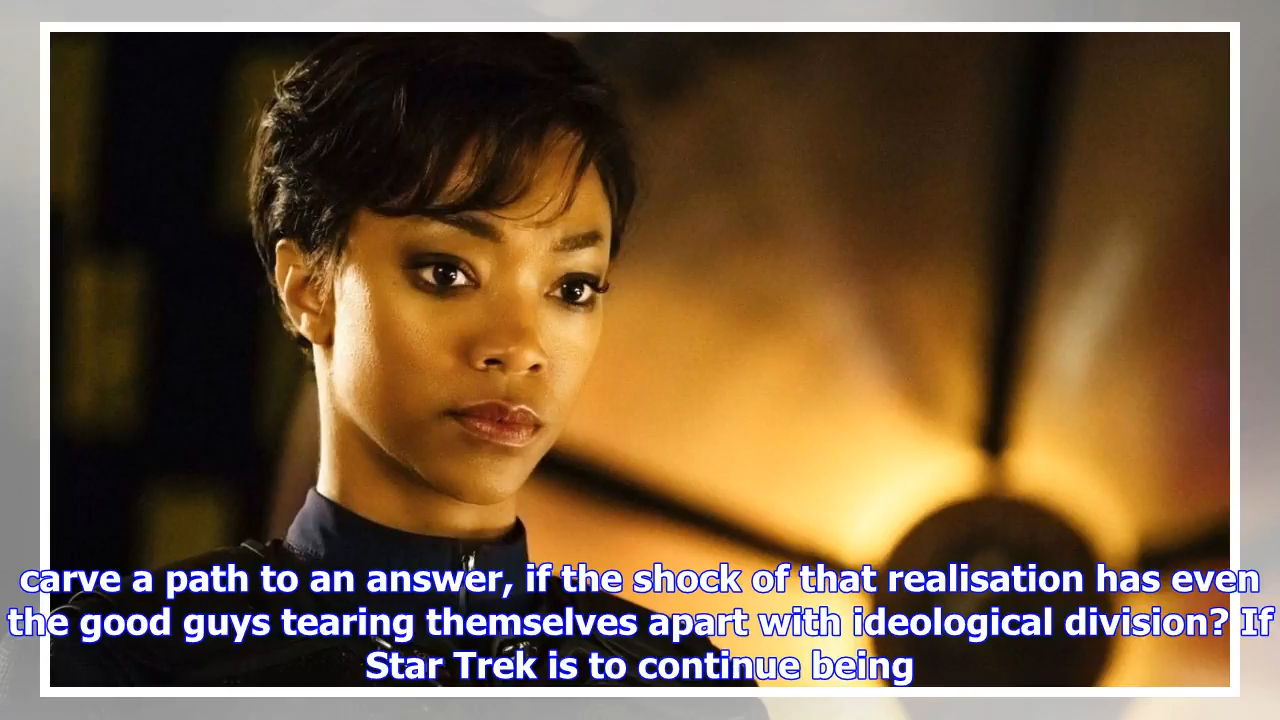 carve a path to an answer, if the shock of that realisation has even
the good guys tearing themselves apart with ideological division? If
Star Trek is to continue being